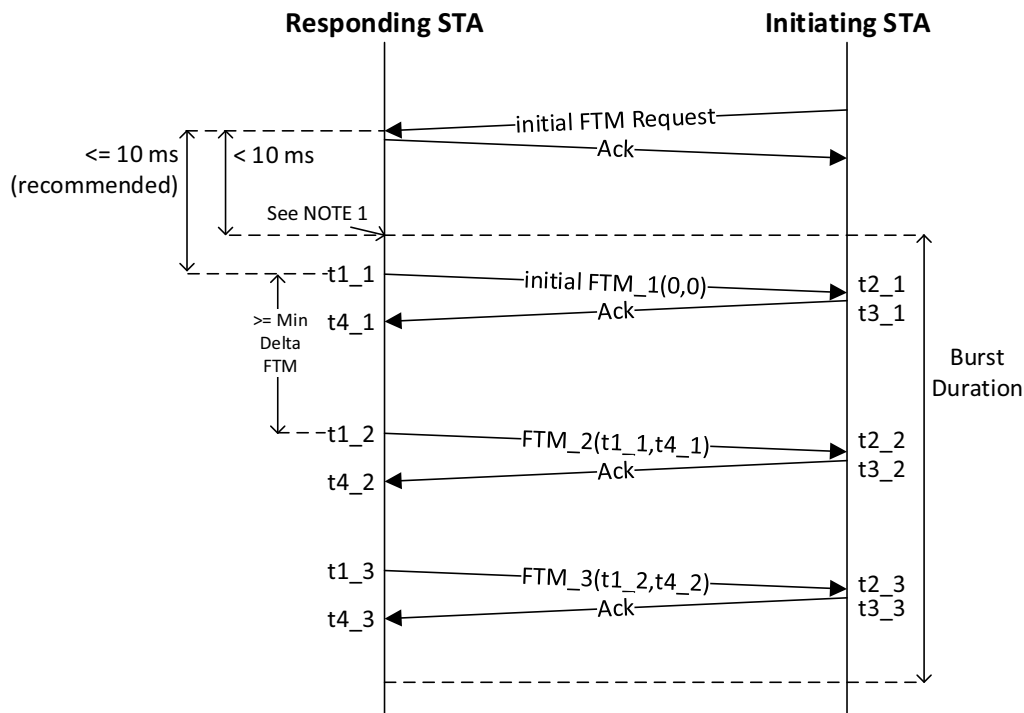 Responding STA
Initiating STA
initial FTM Request
Ack
<= 10 ms
(recommended)
< 10 ms
See NOTE 1
t1_1
initial FTM_1(0,0)
t2_1
Ack
t3_1
t4_1
>= Min
Delta
FTM
Burst
Duration
t1_2
FTM_2(t1_1,t4_1)
t2_2
Ack
t3_2
t4_2
t1_3
FTM_3(t1_2,t4_2)
t2_3
Ack
t3_3
t4_3